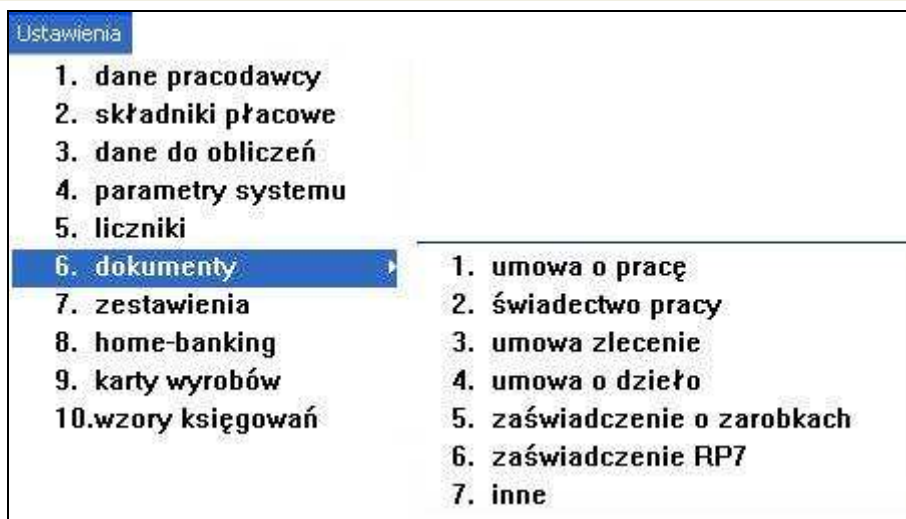 Ustawienia
1. dane pracodawcy
2. składniki płacowe
3. dane do obliczeń
4. parametry systemu
5. liczniki
6. dokumenty
7. zestawienia
8. home-banking
9. karty wyrobów
10.wzory księgowań
1. umowa o pracę
2. świadectwo pracy
3. umowa zlecenie
4. umowa o dzieło
5. zaświadczenie o zarobkach
6. zaświadczenie RP7
7. inne